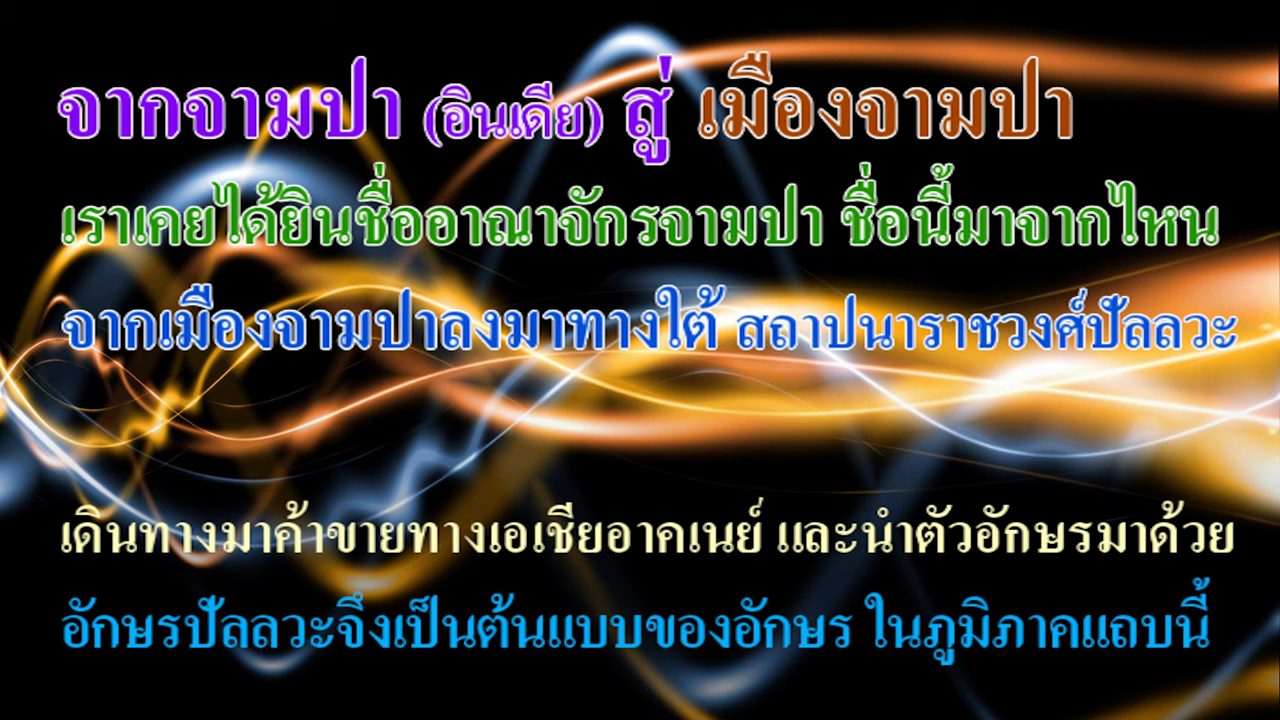 จากจามปา (อินเดีย) สู่ เมืองจามปา
เราเคยได้ยินชื่ออาณาจักรจามปา ชื่อนี้มาจากไหน
จากเมืองจามปาลงมาทางใต้ สถาปนาราชวงศ์ปัลลวะ
เดินทางมาค้าขายทางเอเชียอาคเนย์ และนำตัวอักษรมาด้วย
อักษรปัลลวะจึงเป็นต้นแบบของอักษร ในภูมิภาคแถบนี้